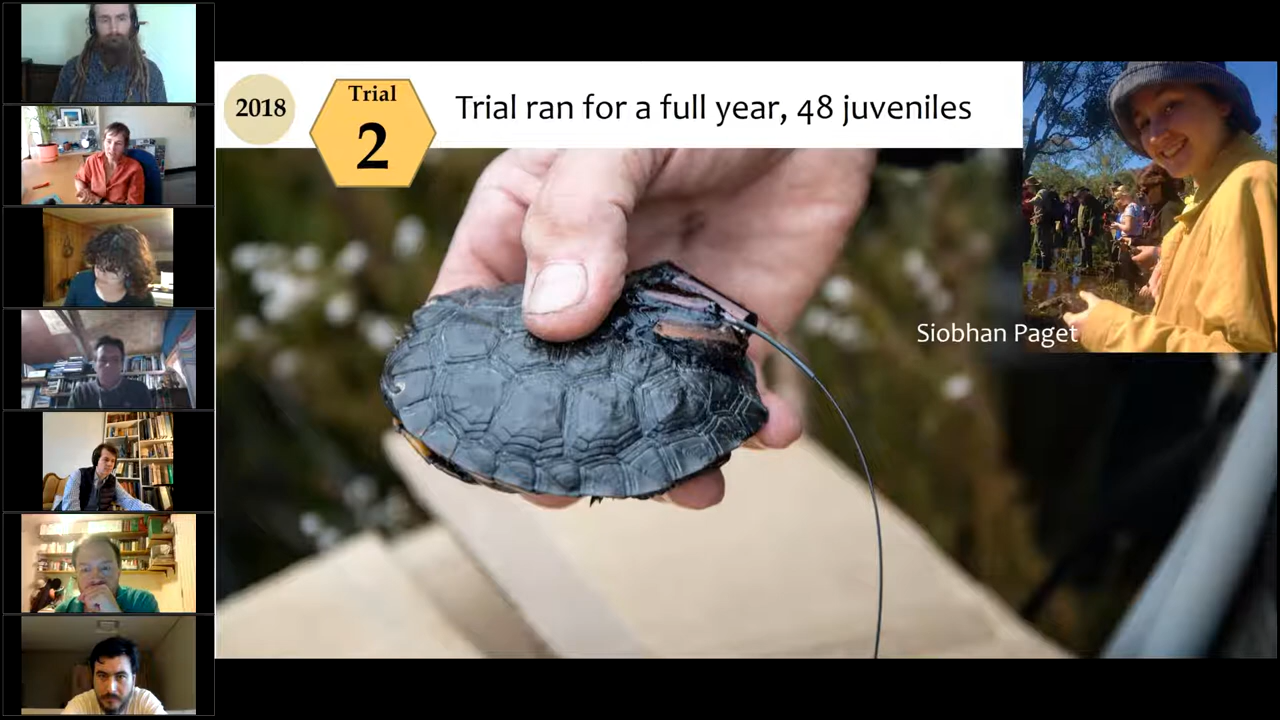 2018
Trial
2
Trial ran for a full year, 48 juveniles
Siobhan Paget